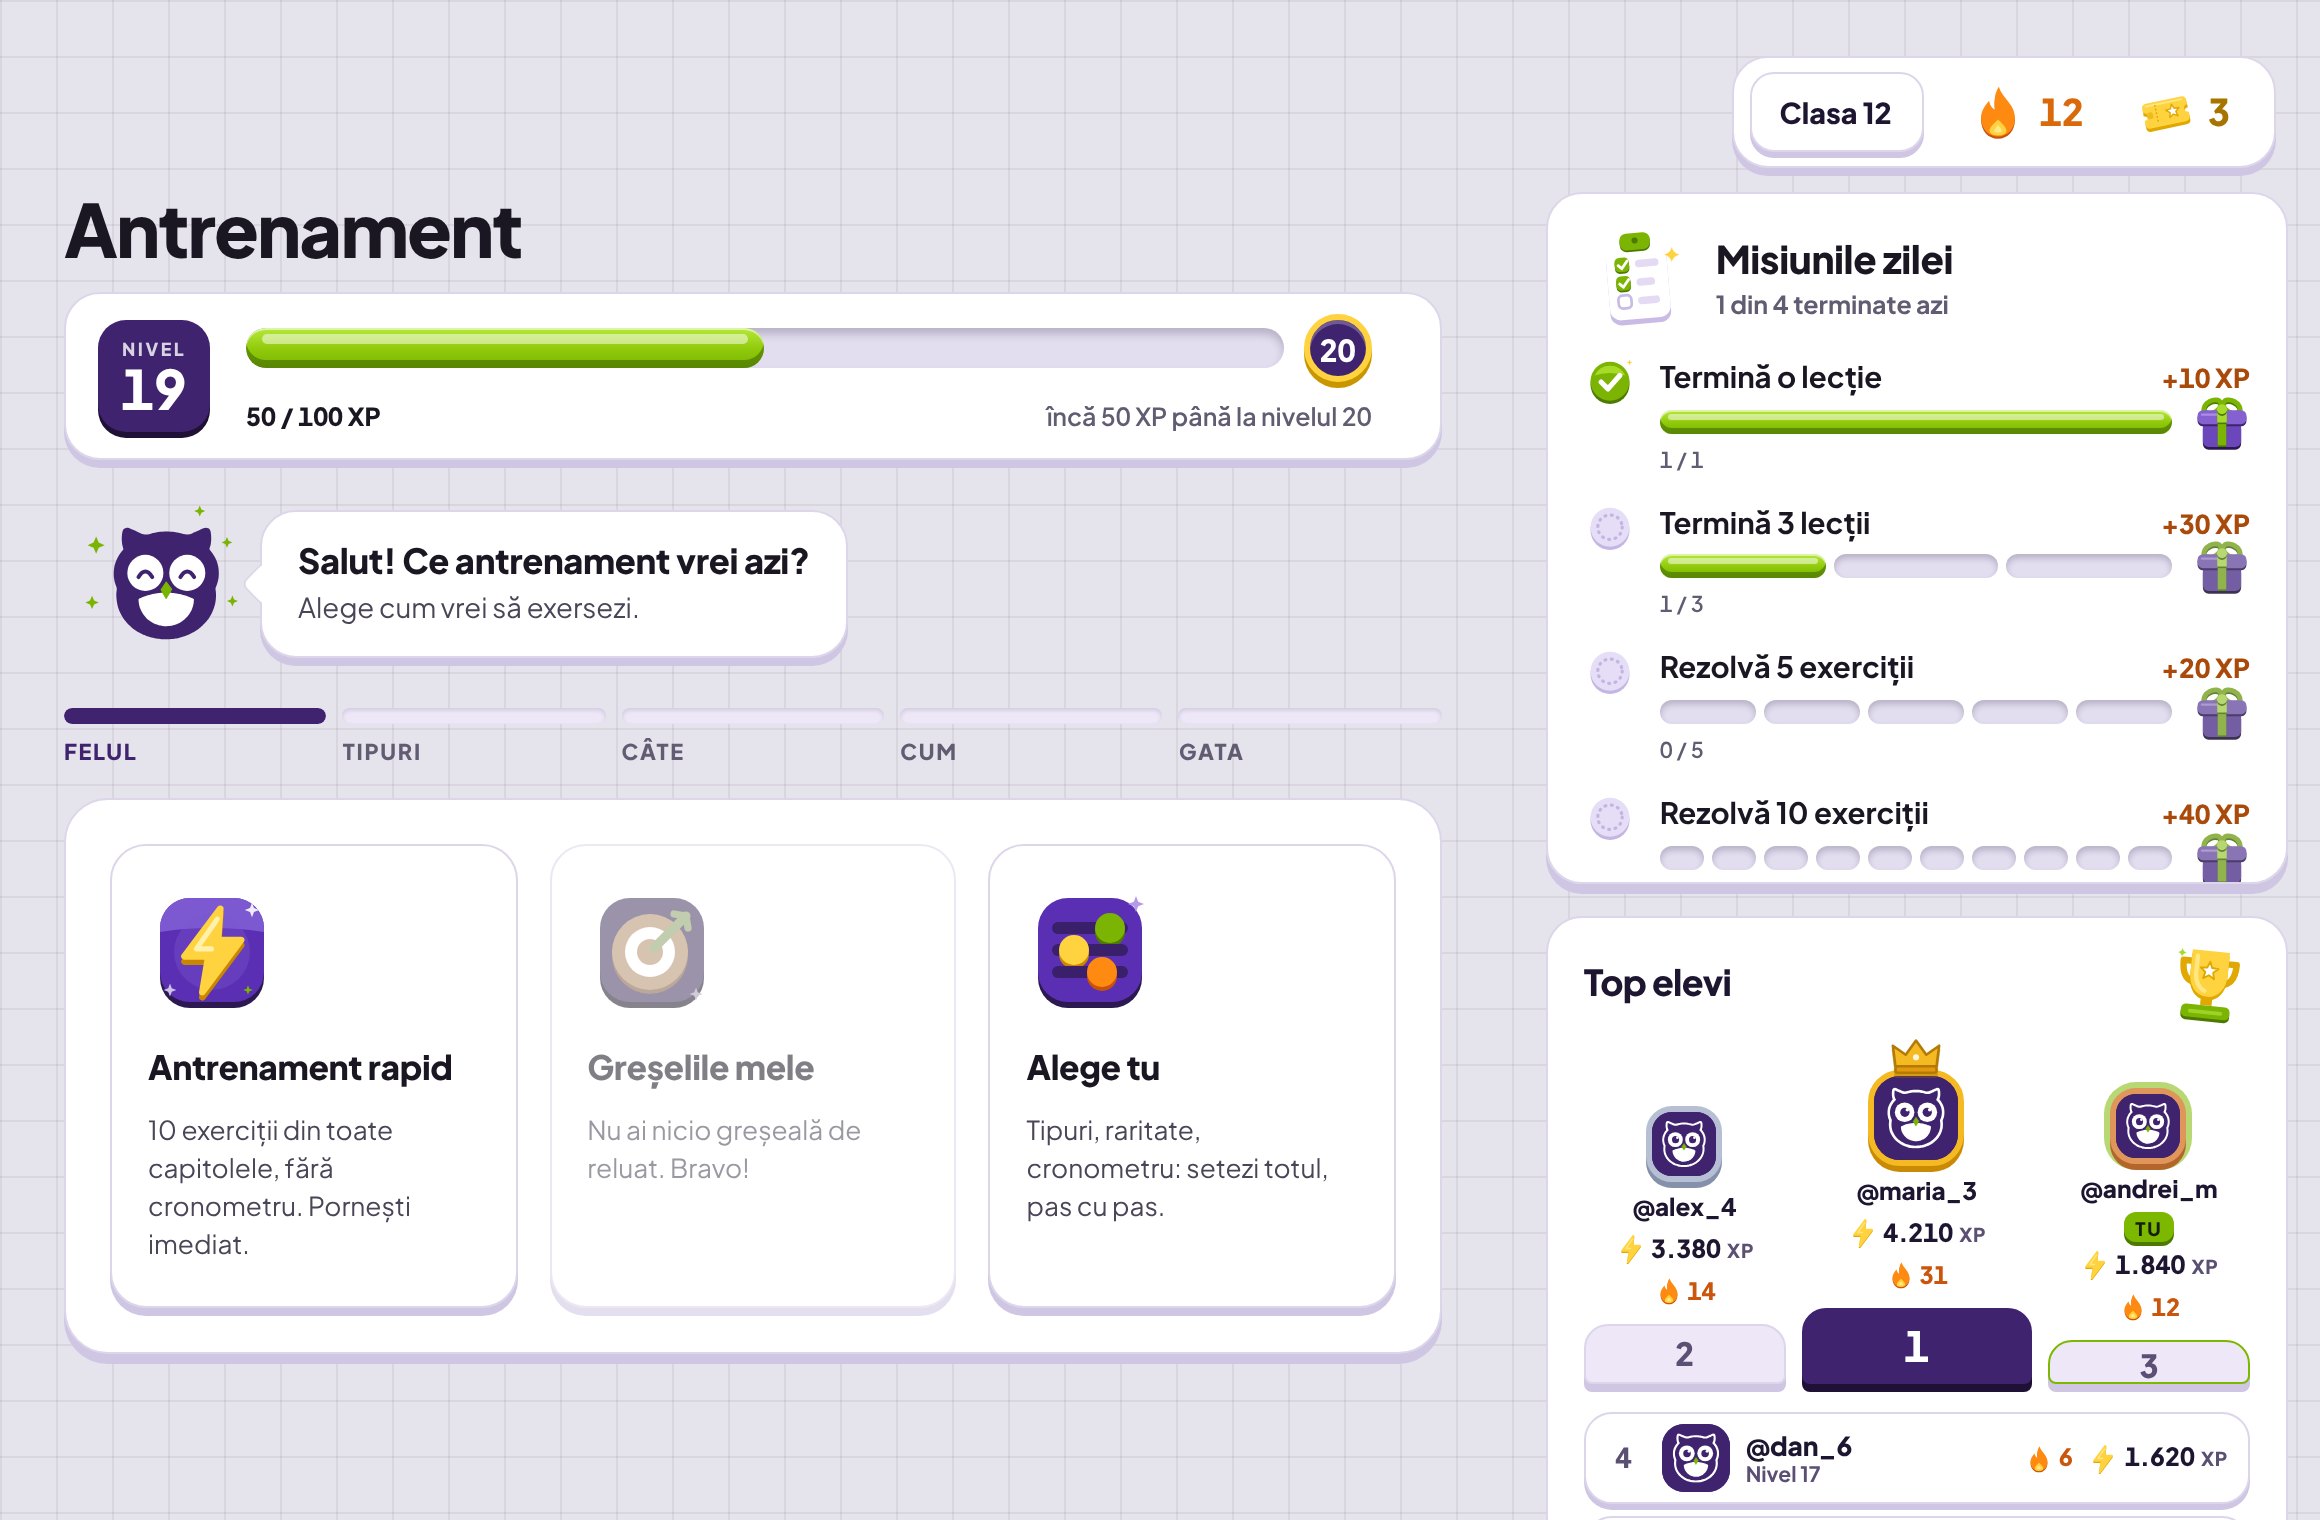 Clasa 12
12
3
Antrenament
NIVEL
19
20
50 / 100 XP
încă 50 XP până la nivelul 20
Salut! Ce antrenament vrei azi?
Alege cum vrei să exersezi.
FELUL
TIPURI
CÂTE
CUM
GATA
Antrenament rapid
10 exerciții din toate
capitolele, fără
cronometru. Pornești
imediat.
Greșelile mele
Nu ai nicio greșeală de
reluat. Bravo!
Alege tu
Tipuri, raritate,
cronometru: setezi totul,
pas cu pas.
Misiunile zilei
1 din 4 terminate azi
Termină o lecție
+10 XP
1 / 1
Termină 3 lecții
+30 XP
1 / 3
Rezolvă 5 exerciții
+20 XP
0 / 5
Rezolvă 10 exerciții
+40 XP
Top elevi
@alex_4
3.380 XP
14
2
@maria_3
4.210 XP
31
1
@andrei_m
TU
1.840 XP
12
3
4
@dan_6
Nivel 17
6
1.620 XP